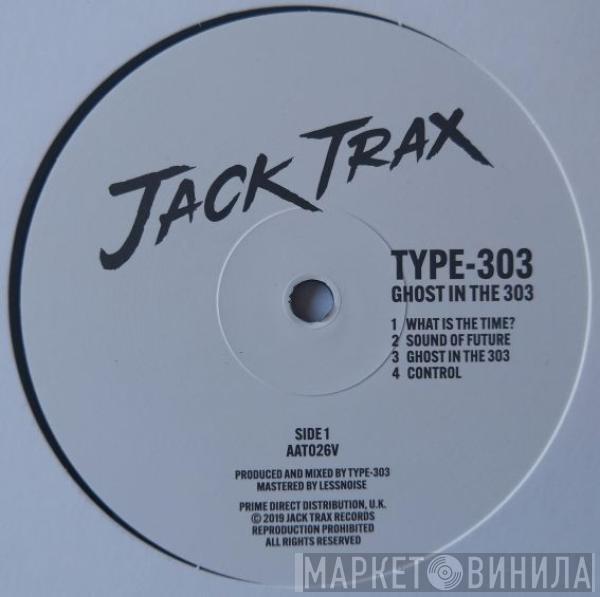 JACK TRAX
TYPE-303
GHOST IN THE 303
1 WHAT IS THE TIME?
2 SOUND OF FUTURE
3 GHOST IN THE 303
4 CONTROL
SIDE 1
AAT026V
PRODUCED AND MIXED BY TYPE-303
MASTERED BY LESSNOISE
PRIME DIRECT DISTRIBUTION, U.K.
© 2019 JACK TRAX RECORDS
REPRODUCTION PROHIBITED
ALL RIGHTS RESERVED
МАРКЕТ ВИНИЛА